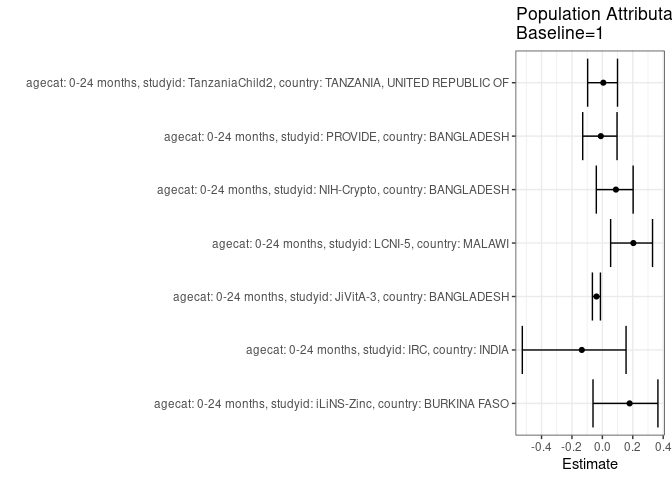 Population Attributa
Baseline=1
agecat: 0-24 months, studyid: TanzaniaChild2, country: TANZANIA, UNITED REPUBLIC OF
agecat: 0-24 months, studyid: PROVIDE, country: BANGLADESH
agecat: 0-24 months, studyid: NIH-Crypto, country: BANGLADESH
agecat: 0-24 months, studyid: LCNI-5, country: MALAWI
agecat: 0-24 months, studyid: JiVitA-3, country: BANGLADESH
agecat: 0-24 months, studyid: IRC, country: INDIA
agecat: 0-24 months, studyid: iLiNS-Zinc, country: BURKINA FASO
-0.4 -0.2 0.0 0.2 0.4
Estimate